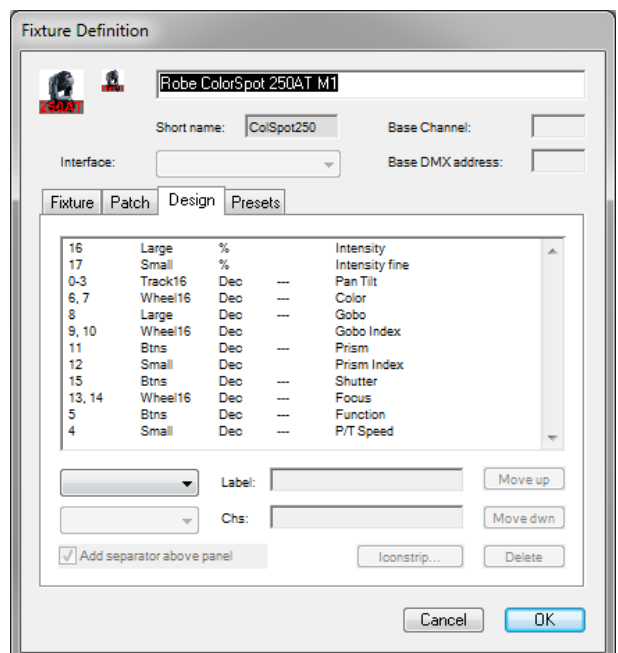 Fixture Definition
250AT
Robe ColorSpot 250AT M1
Short name: ColSpot250 Base Channel:
Interface: Base DMX address:
Fixture Patch Design Presets
16 Large % Intensity
17 Small % Intensity fine
0-3 Track16 Dec --- Pan Tilt
6, 7 Wheel16 Dec --- Color
8 Large Dec --- Gobo
9, 10 Wheel16 Dec Gobo Index
11 Btns Dec --- Prism
12 Small Dec Prism Index
15 Btns Dec --- Shutter
13, 14 Wheel16 Dec --- Focus
5 Btns Dec --- Function
4 Small Dec --- P/T Speed
Label: Move up
Chs: Move dwn
Add separator above panel Iconstrip... Delete
Cancel OK